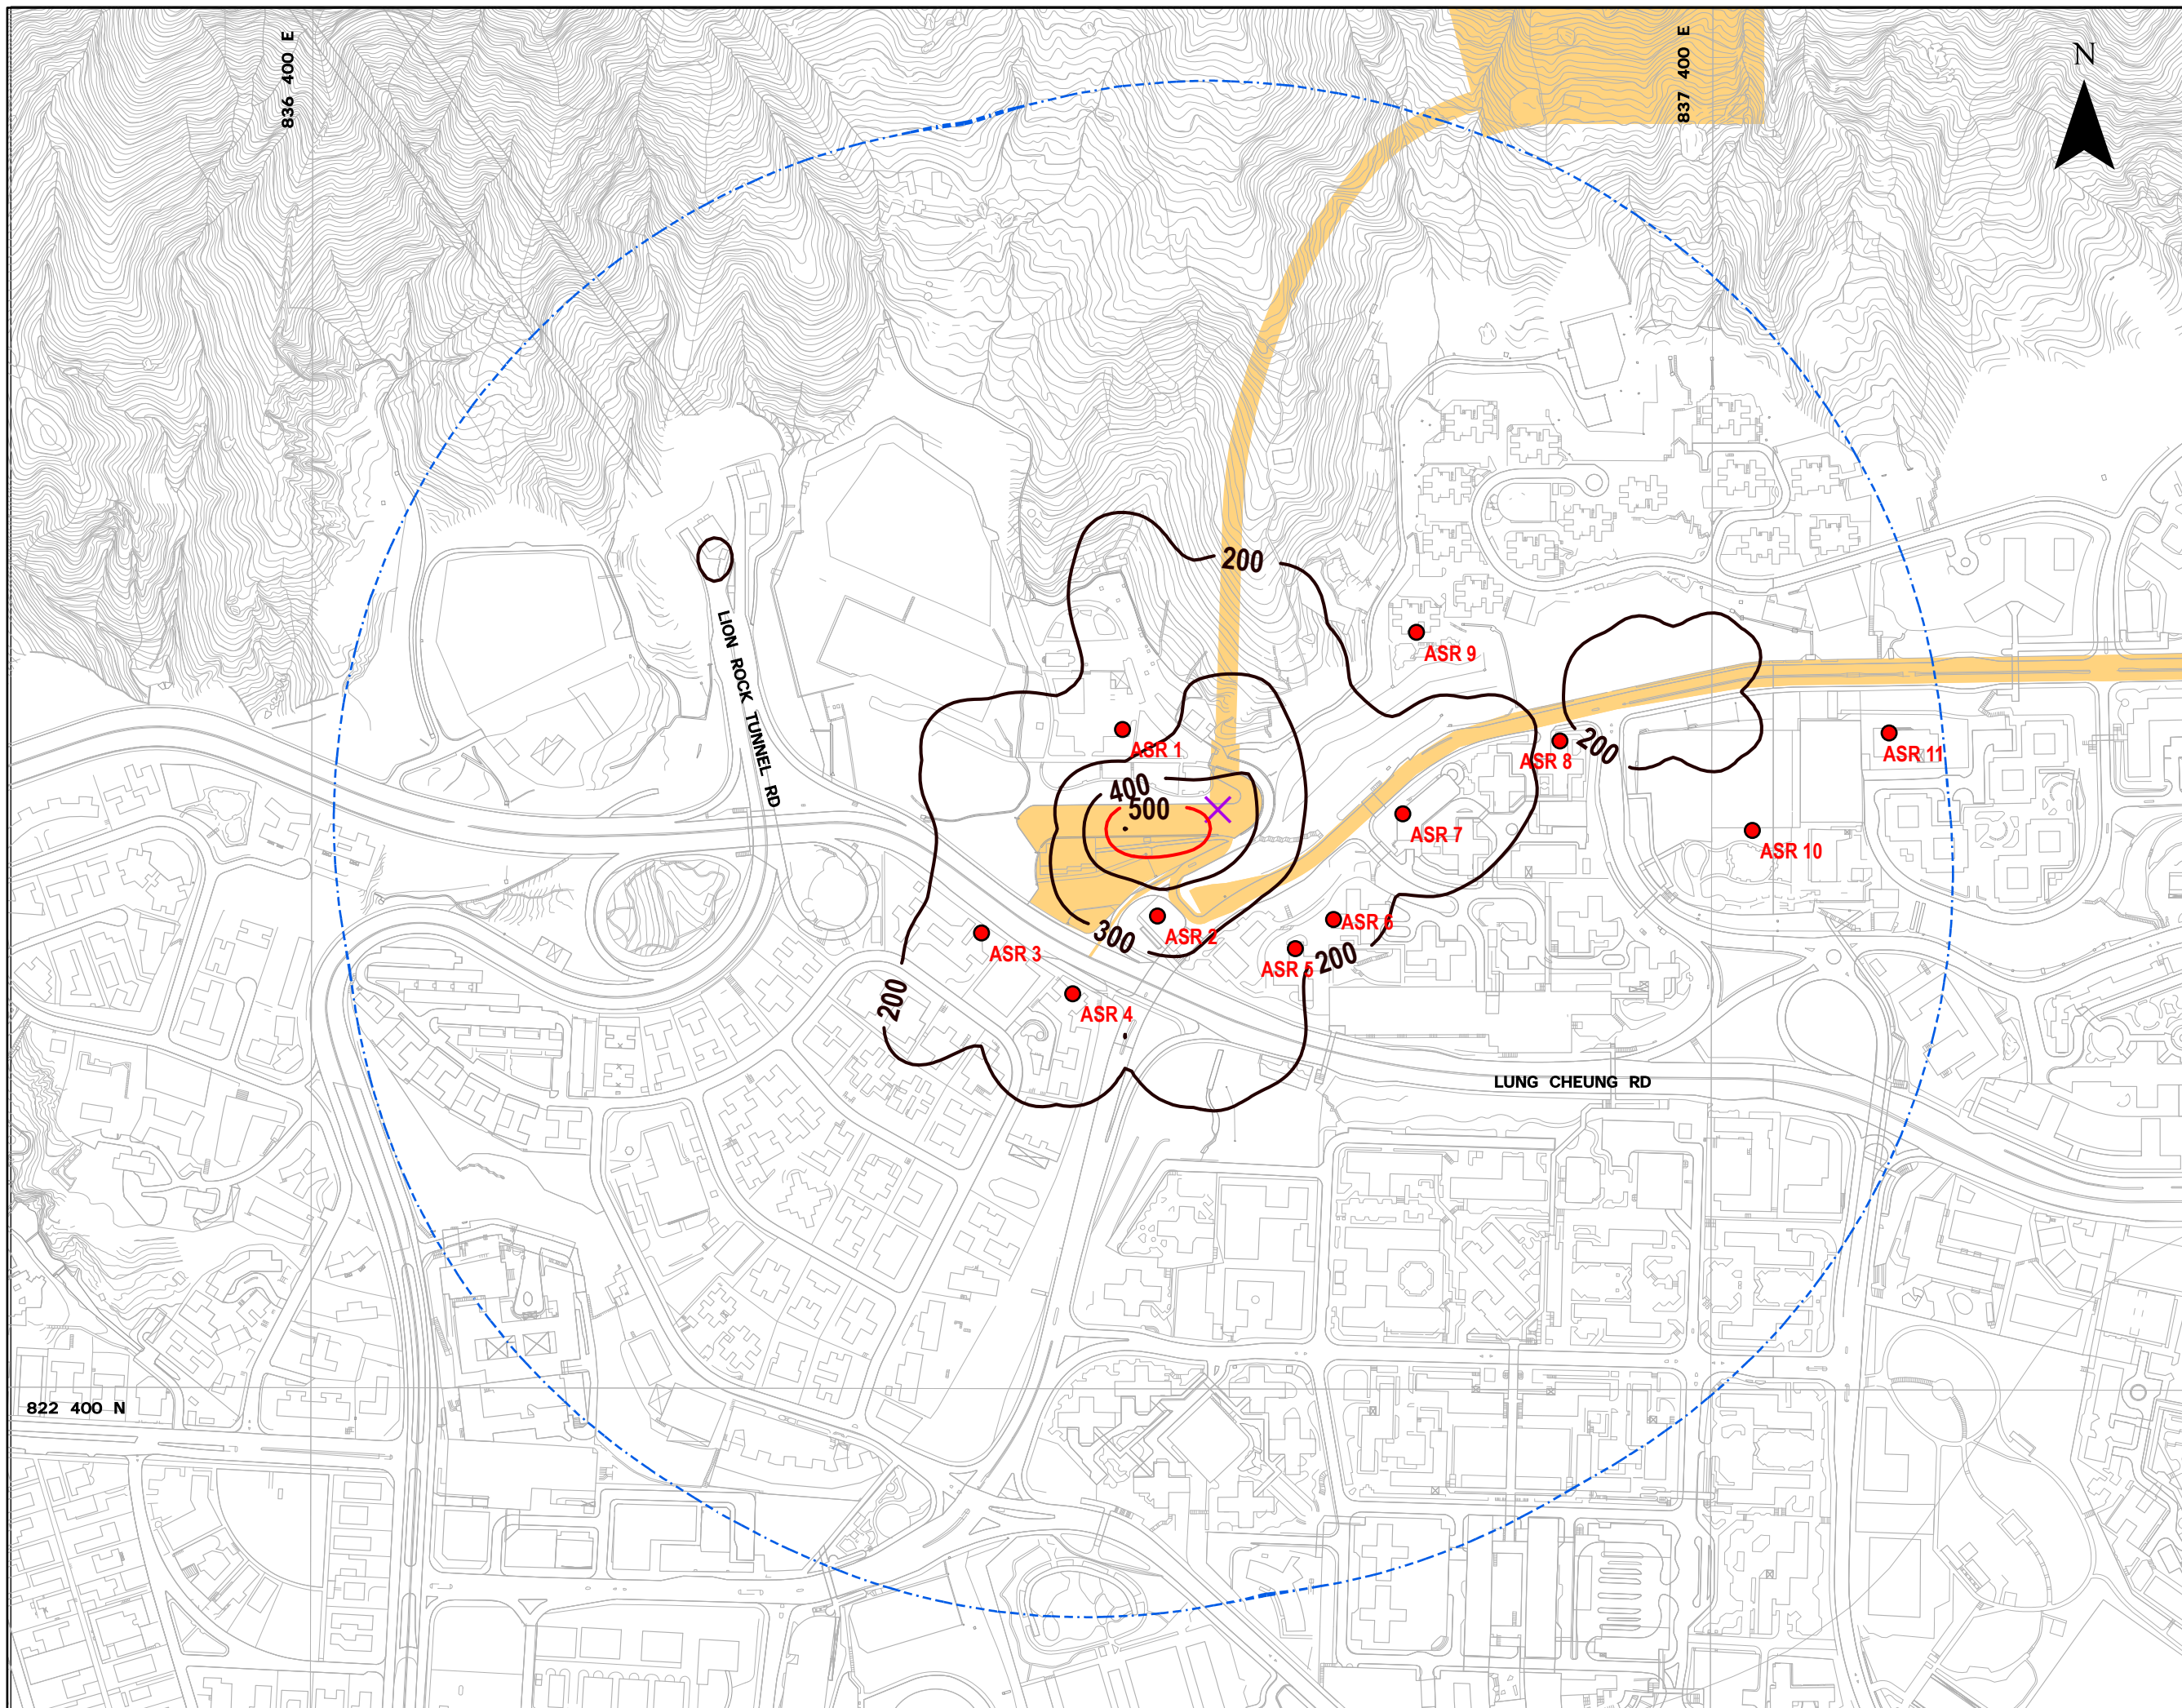 836 400 E
837 400 E
N
200
LION ROCK TUNNEL RD
ASR 9
ASR 1
200
ASR 8
ASR 11
400
500
ASR 7
ASR 10
300
ASR 2
ASR 6
ASR 3
ASR 5
200
200
ASR 4
LUNG CHEUNG RD
822 400 N